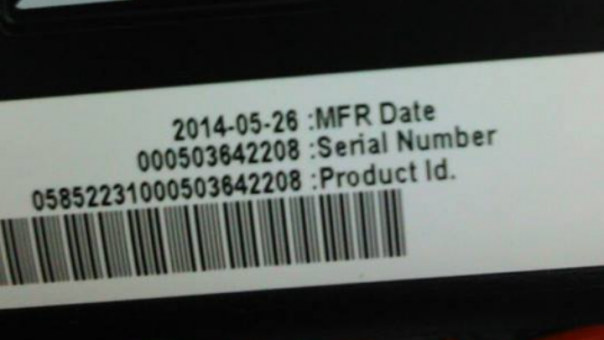 2014-05-26 :MFR Date
000503642208 :Serial Number
05852231000503642208 :Product Id.